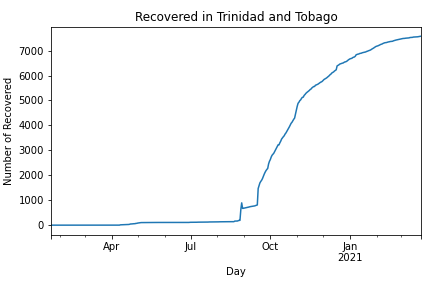 Recovered in Trinidad and Tobago
Number of Recovered
7000
6000
5000
4000
3000
2000
1000
0
Apr
Jul
Oct
Jan
2021
Day